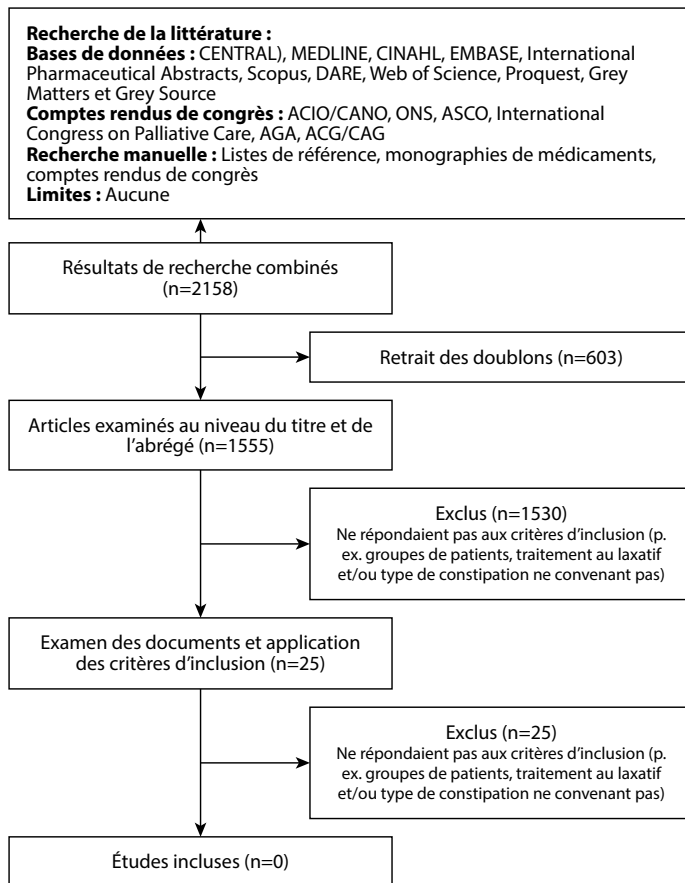 Recherche de la littérature :
Bases de données : CENTRAL), MEDLINE, CINAHL, EMBASE, International
Pharmaceutical Abstracts, Scopus, DARE, Web of Science, Proquest, Grey
Matters et Grey Source
Comptes rendus de congrès : ACIO/CANO, ONS, ASCO, International
Congress on Palliative Care, AGA, ACG/CAG
Recherche manuelle : Listes de référence, monographies de médicaments,
comptes rendus de congrès
Limites : Aucune
Résultats de recherche combinés
(n=2158)
Retrait des doublons (n=603)
Articles examinés au niveau du titre et de
l'abrégé (n=1555)
Exclus (n=1530)
Ne répondaient pas aux critères d'inclusion (p.
ex. groupes de patients, traitement au laxatif
et/ou type de constipation ne convenant pas)
Examen des documents et application
des critères d'inclusion (n=25)
Exclus (n=25)
Ne répondaient pas aux critères d'inclusion (p.
ex. groupes de patients, traitement au laxatif
et/ou type de constipation ne convenant pas)
Études incluses (n=0)